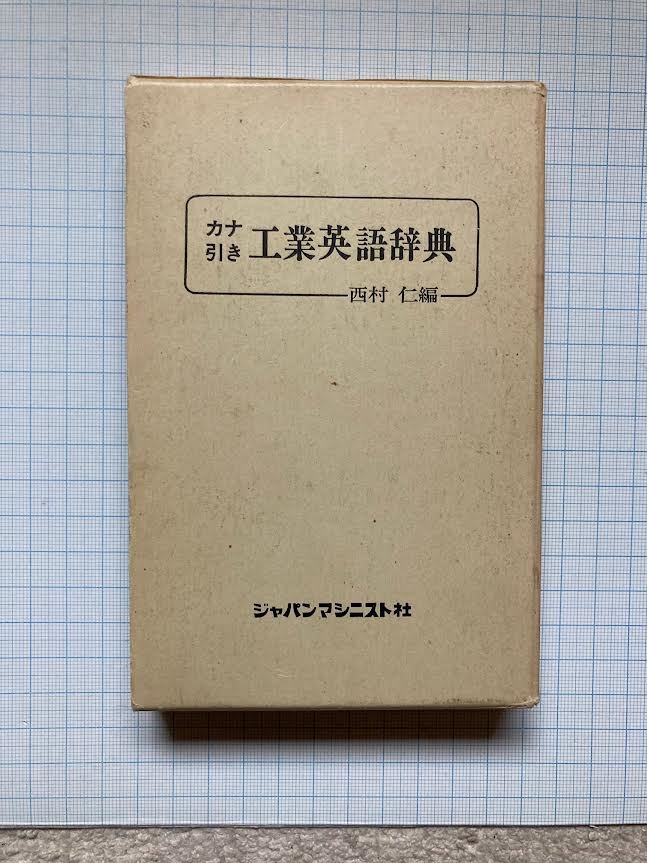 カナ引き 工業英語辞典
西村 仁編
ジャパンマシニスト社